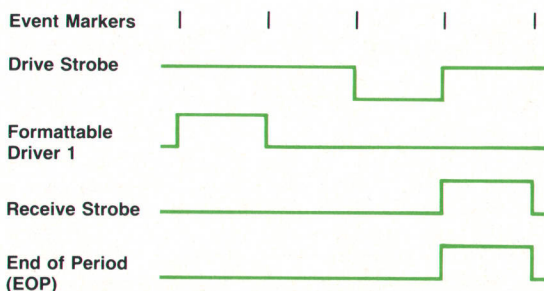 Event Markers
Drive Strobe
Formattable
Driver 1
Receive Strobe
End of Period
(EOP)